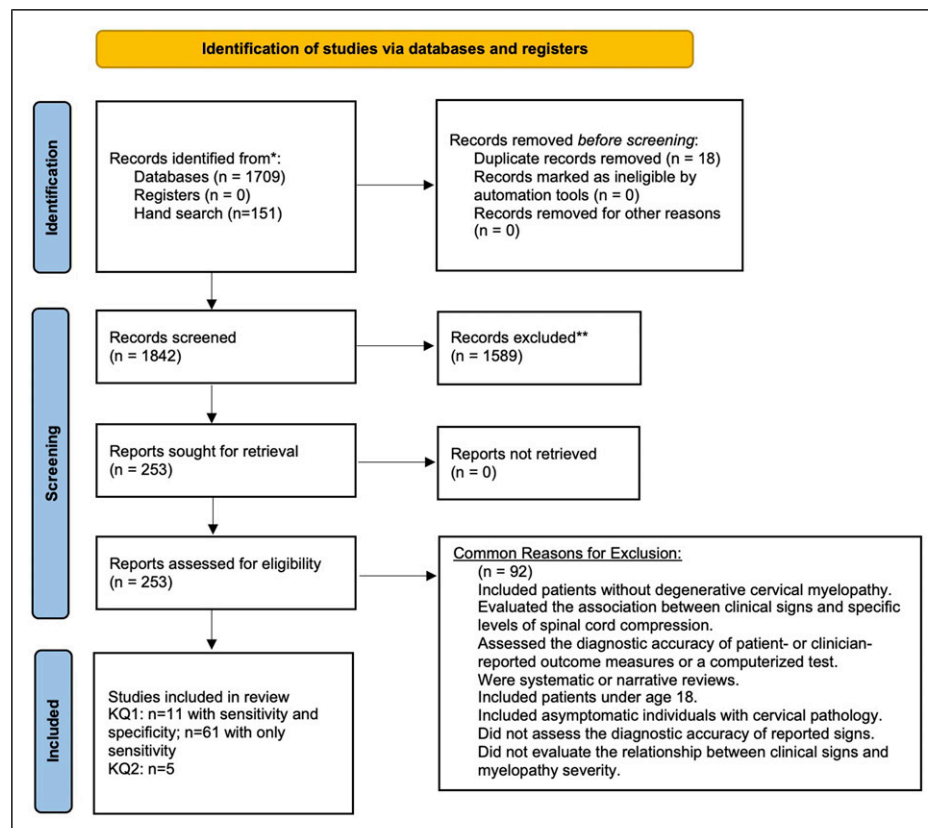 Identification of studies via databases and registers
Identification
Records identified from*:
Databases (n = 1709)
Registers (n = 0)
Hand search (n=151)
Records removed before screening:
Duplicate records removed (n = 18)
Records marked as ineligible by
automation tools (n = 0)
Records removed for other reasons
(n = 0)
Screening
Records screened
(n = 1842)
Records excluded**
(n = 1589)
Reports sought for retrieval
(n = 253)
Reports not retrieved
(n = 0)
Reports assessed for eligibility
(n = 253)
Common Reasons for Exclusion:
(n = 92)
Included patients without degenerative cervical myelopathy.
Evaluated the association between clinical signs and specific
levels of spinal cord compression.
Assessed the diagnostic accuracy of patient- or clinician-
reported outcome measures or a computerized test.
Were systematic or narrative reviews.
Included patients under age 18.
Included asymptomatic individuals with cervical pathology.
Did not assess the diagnostic accuracy of reported signs.
Did not evaluate the relationship between clinical signs and
myelopathy severity.
Included
Studies included in review
KQ1: n=11 with sensitivity and
specificity; n=61 with only
sensitivity
KQ2: n=5